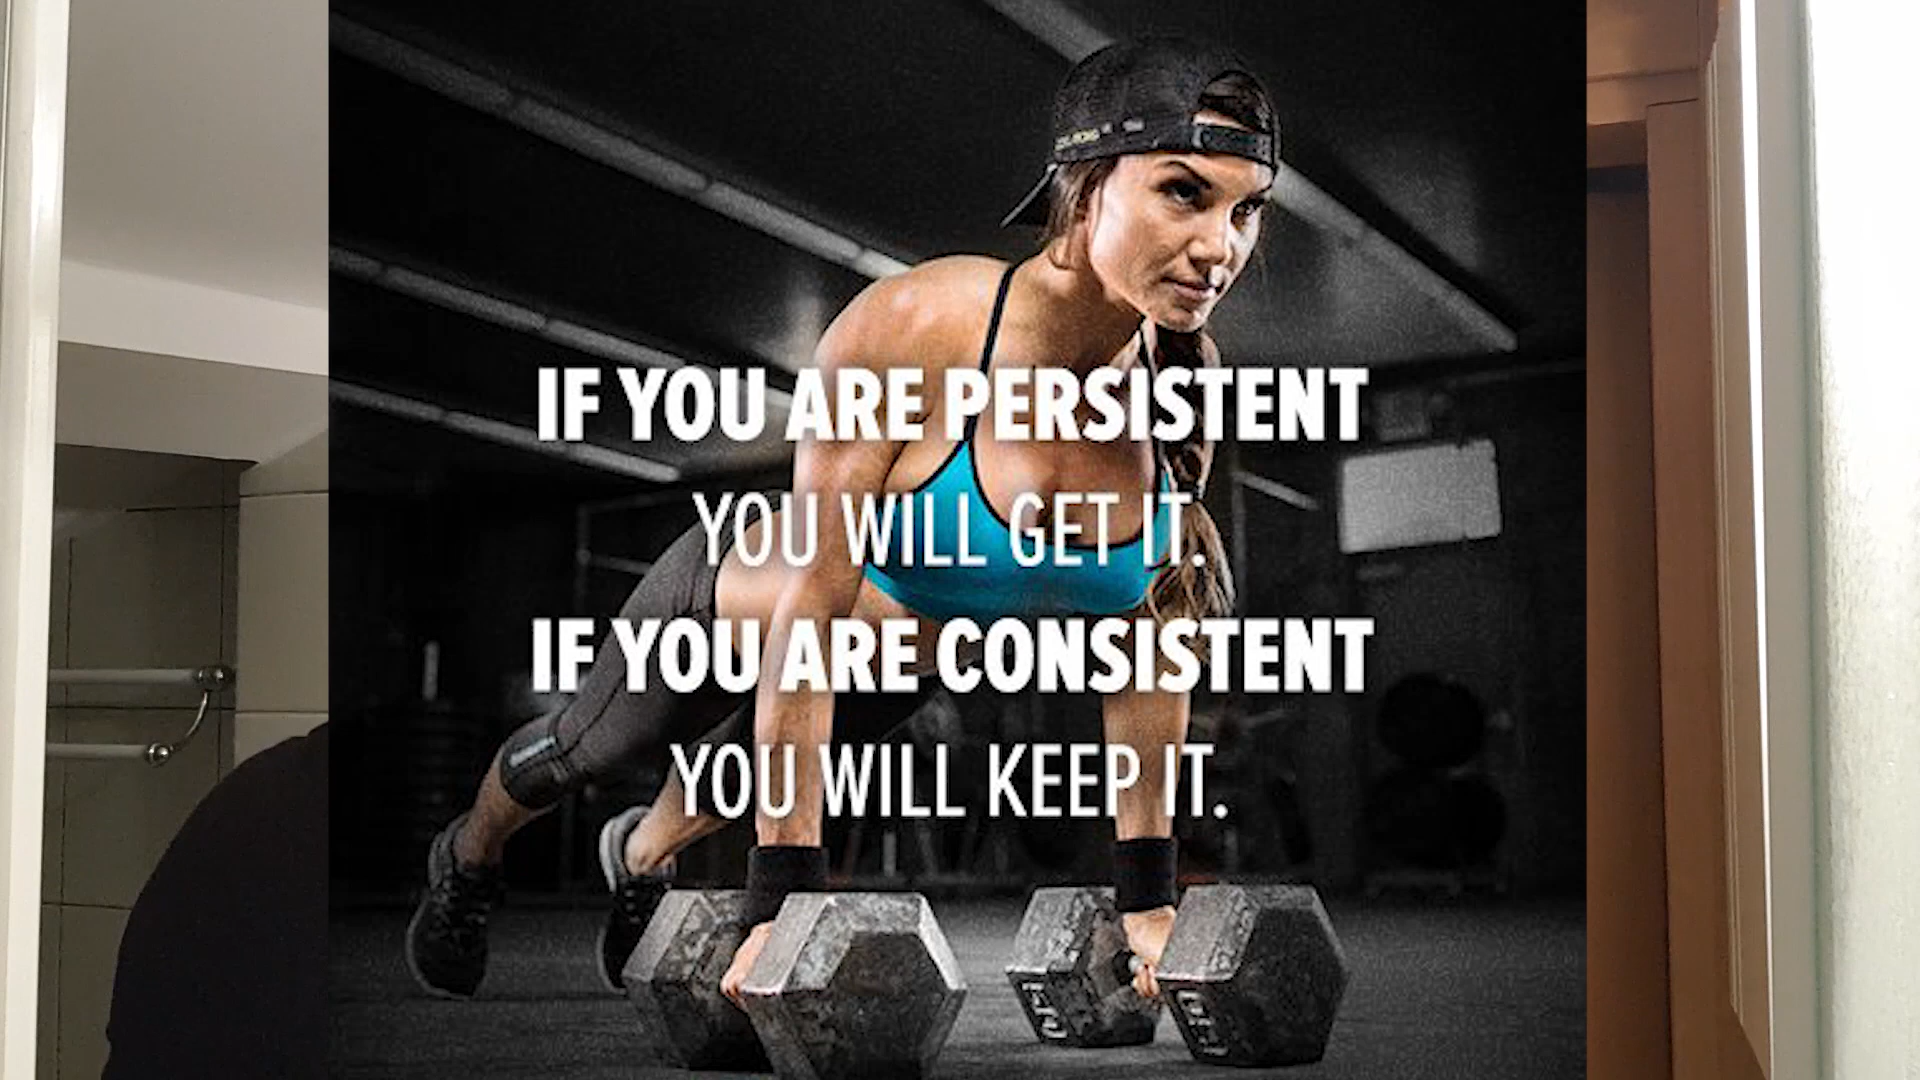 IF YOU ARE PERSISTENT
YOU WILL GET IT.
IF YOU ARE CONSISTENT
YOU WILL KEEP IT.